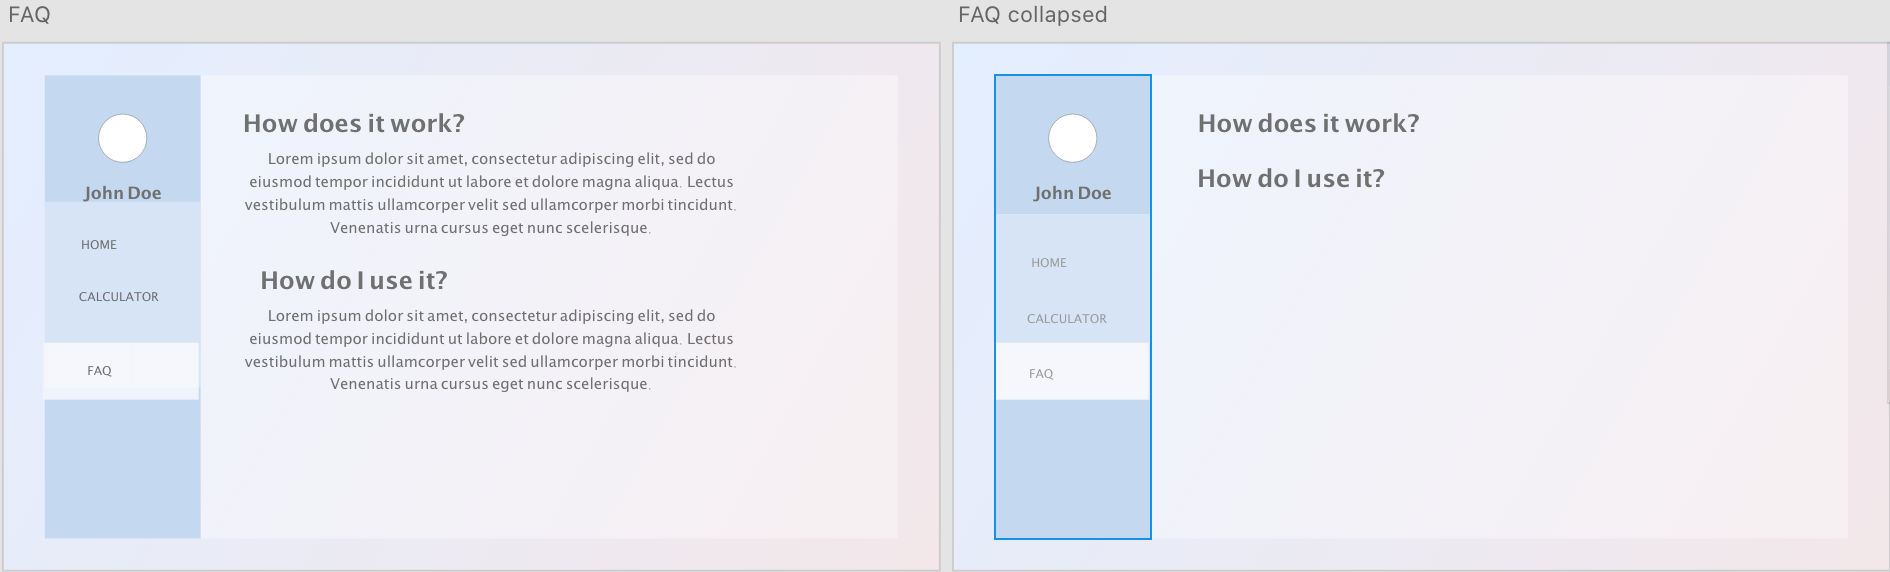 FAQ
John Doe
HOME
CALCULATOR
FAQ
How does it work?
Lorem ipsum dolor sit amet, consectetur adipiscing elit, sed do
eiusmod tempor incididunt ut labore et dolore magna aliqua. Lectus
vestibulum mattis ullamcorper velit sed ullamcorper morbi tincidunt.
Venenatis urna cursus eget nunc scelerisque.
How do I use it?
Lorem ipsum dolor sit amet, consectetur adipiscing elit, sed do
eiusmod tempor incididunt ut labore et dolore magna aliqua. Lectus
vestibulum mattis ullamcorper velit sed ullamcorper morbi tincidunt.
Venenatis urna cursus eget nunc scelerisque.
FAQ collapsed
John Doe
HOME
CALCULATOR
FAQ
How does it work?
How do I use it?